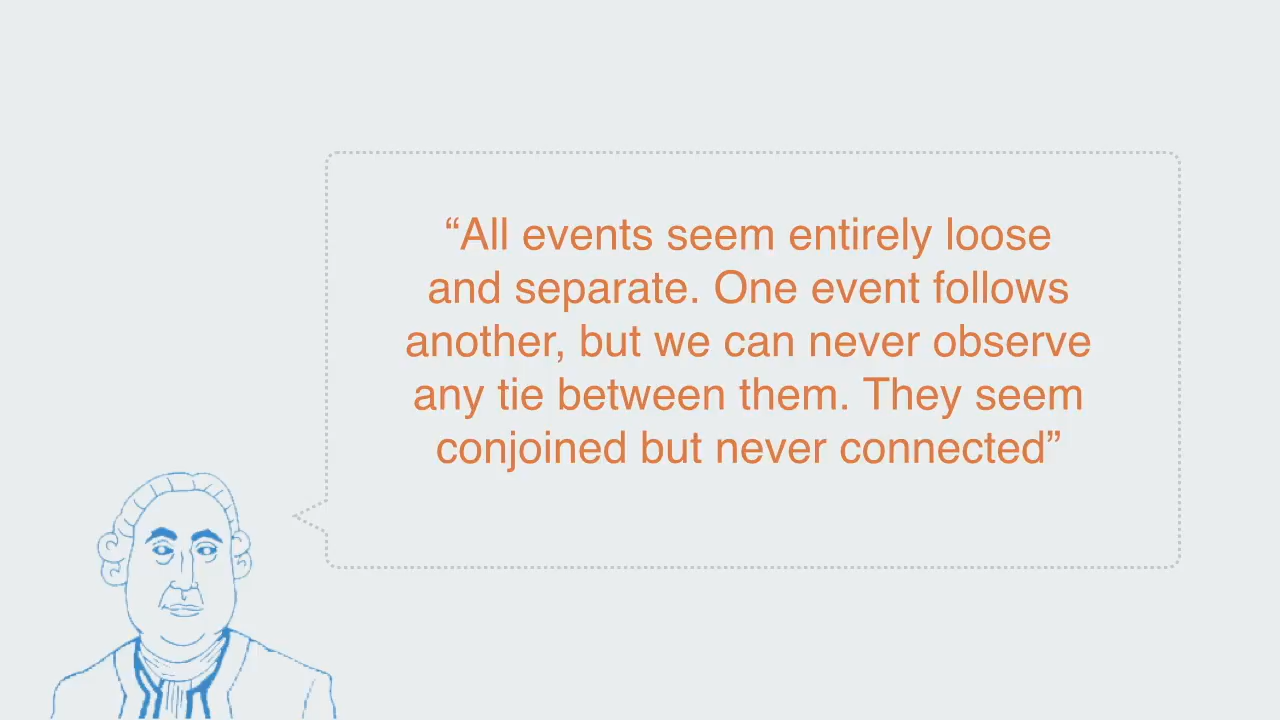 “All events seem entirely loose
and separate. One event follows
another, but we can never observe
any tie between them. They seem
conjoined but never connected”